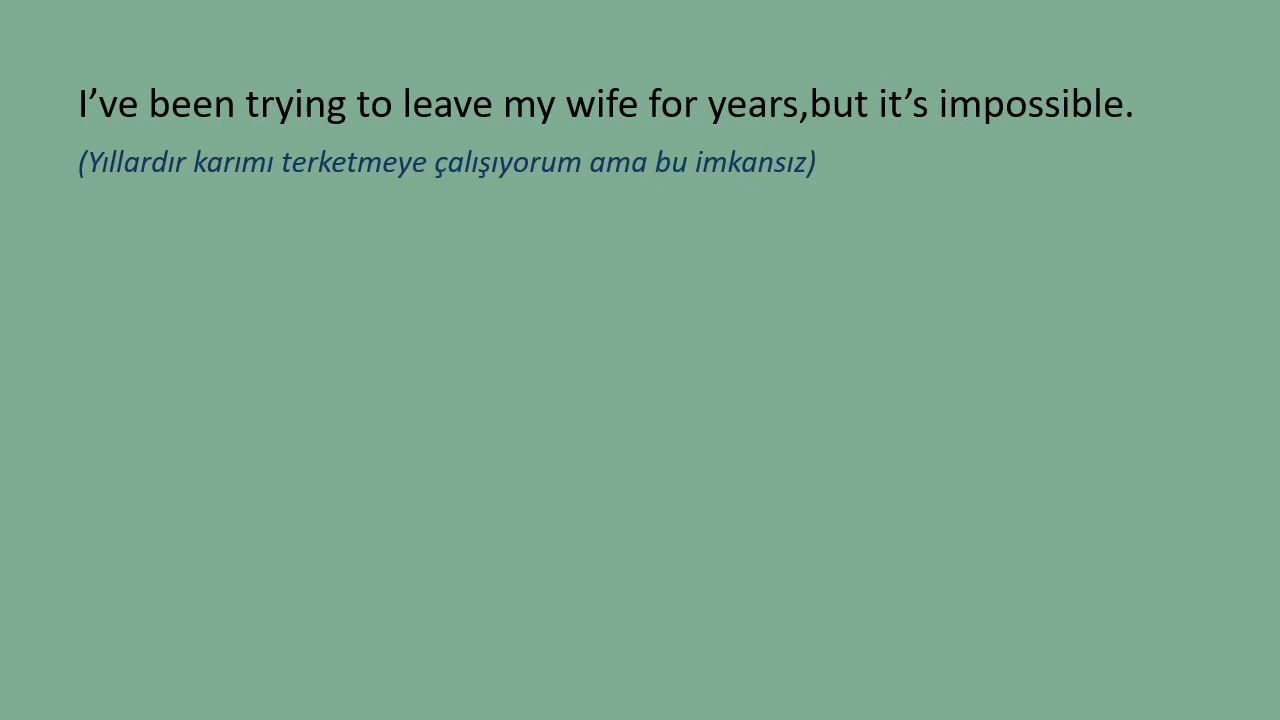 I’ve been trying to leave my wife for years,but it’s impossible.
(Yıllardır karımı terketmeye çalışıyorum ama bu imkansız)